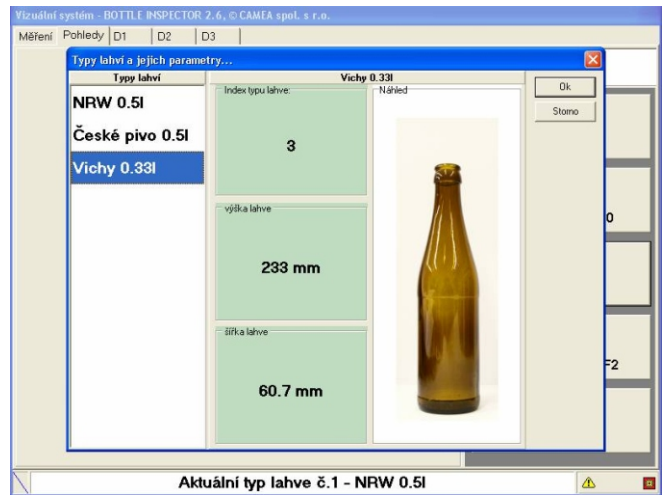 Vizuální systém - BOTTLE INSPECTOR 2.6, © CAMEA spol. s r.o.
Měření Pohledy D1 D2 D3
Typy lahví a jejich parametry...
Typy lahví
Vichy 0.33l
NRW 0.5l
České pivo 0.5l
Vichy 0.33l
Index typu lahve:
3
výška lahve
233 mm
šířka lahve
60.7 mm
Náhled
Ok
Storno
0
F2
Aktuální typ lahve č.1 - NRW 0.5l